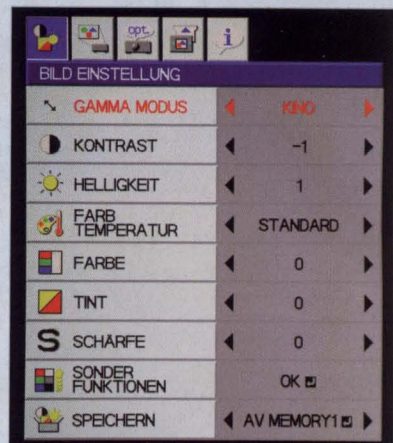 opt.
i
BILD EINSTELLUNG
GAMMA MODUS KINO
KONTRAST -1
HELLIGKEIT 1
FARB
TEMPERATUR STANDARD
FARBE 0
TINT 0
S SCHÄRFE 0
SONDER
FUNKTIONEN OK
SPEICHERN AV MEMORY1